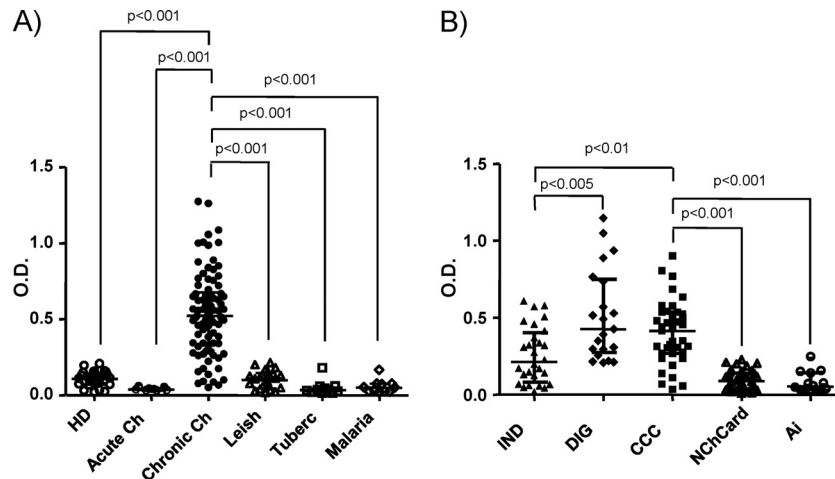 A)
p<0.001
p<0.001
p<0.001
p<0.001
p<0.001
O.D.
1.5
1.0
0.5
0.0
HD
Acute Ch
Chronic Ch
Leish
Tuberc
Malaria
B)
p<0.01
p<0.005
p<0.001
p<0.001
O.D.
1.5
1.0
0.5
0.0
IND
DIG
CCC
NChCard
Ai